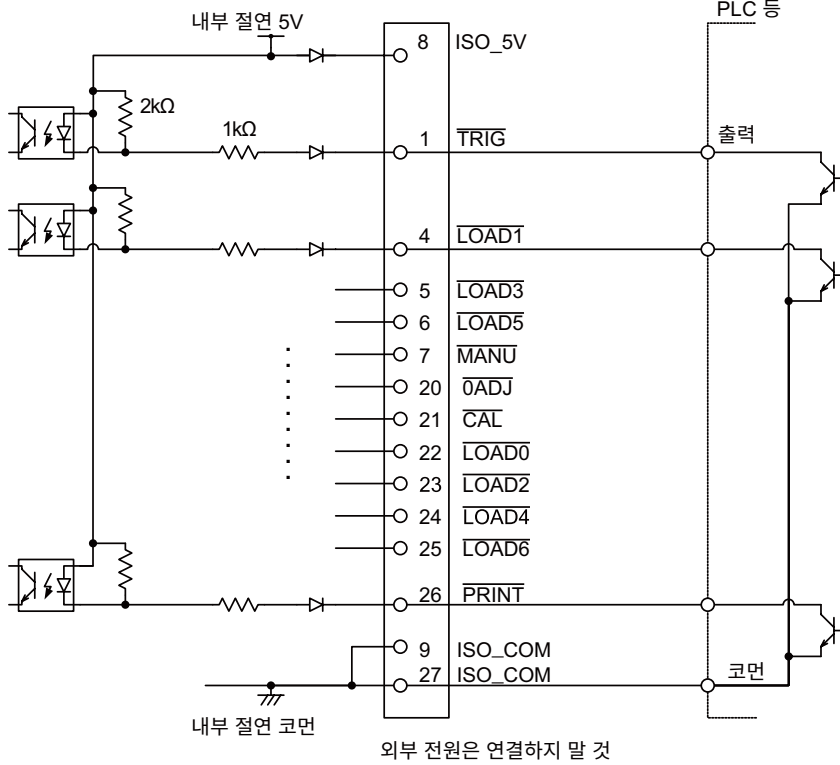 PLC 등
내부 절연 5V
8 ISO_5V
2kΩ
1kΩ
1 TRIG
출력
4 LOAD1
5 LOAD3
6 LOAD5
7 MANU
20 0ADJ
21 CAL
22 LOAD0
23 LOAD2
24 LOAD4
25 LOAD6
26 PRINT
9 ISO_COM
27 ISO_COM
코먼
내부 절연 코먼
외부 전원은 연결하지 말 것